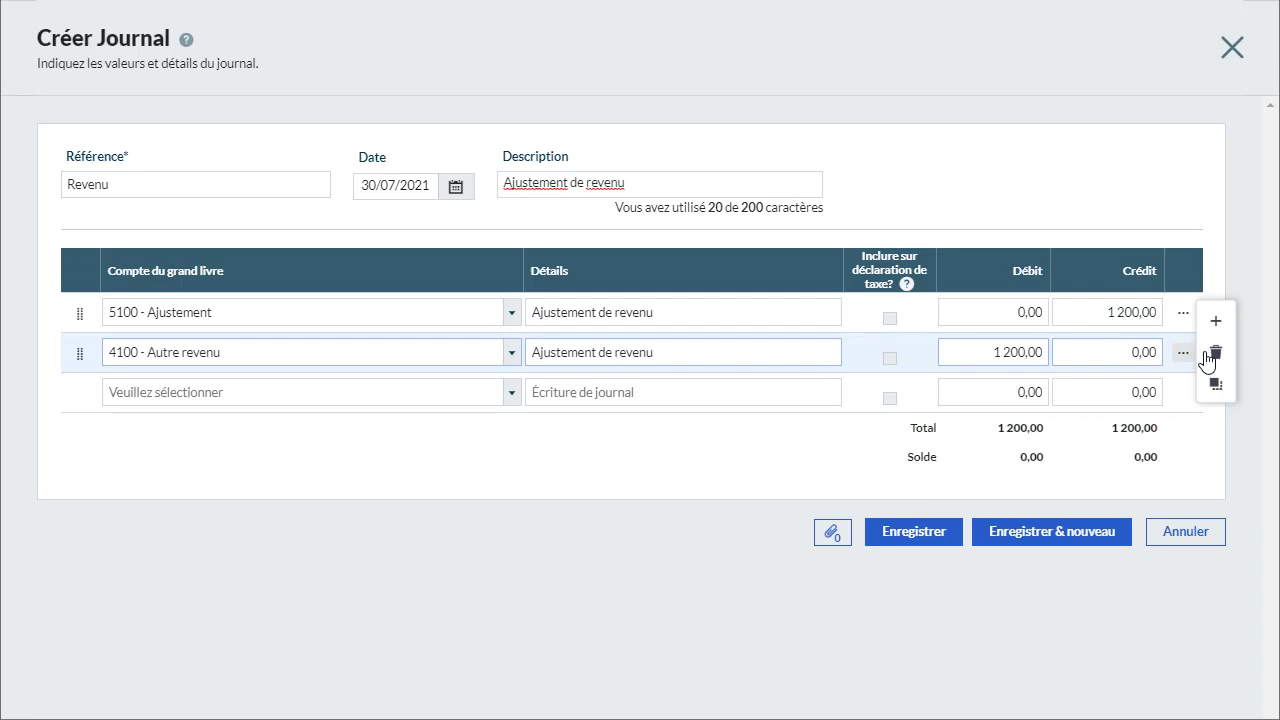 Créer Journal ?
Indiquez les valeurs et détails du journal.
Référence* Date Description
Revenu 30/07/2021 Ajustement de revenu
Vous avez utilisé 20 de 200 caractères
Compte du grand livre Détails Inclure sur déclaration de taxe? ? Débit Crédit
5100 - Ajustement Ajustement de revenu 0,00 1 200,00 ...
4100 - Autre revenu Ajustement de revenu 1 200,00 0,00 ...
Veuillez sélectionner Écriture de journal 0,00 0,00
Total 1 200,00 1 200,00
Solde 0,00 0,00
0 Enregistrer Enregistrer & nouveau Annuler